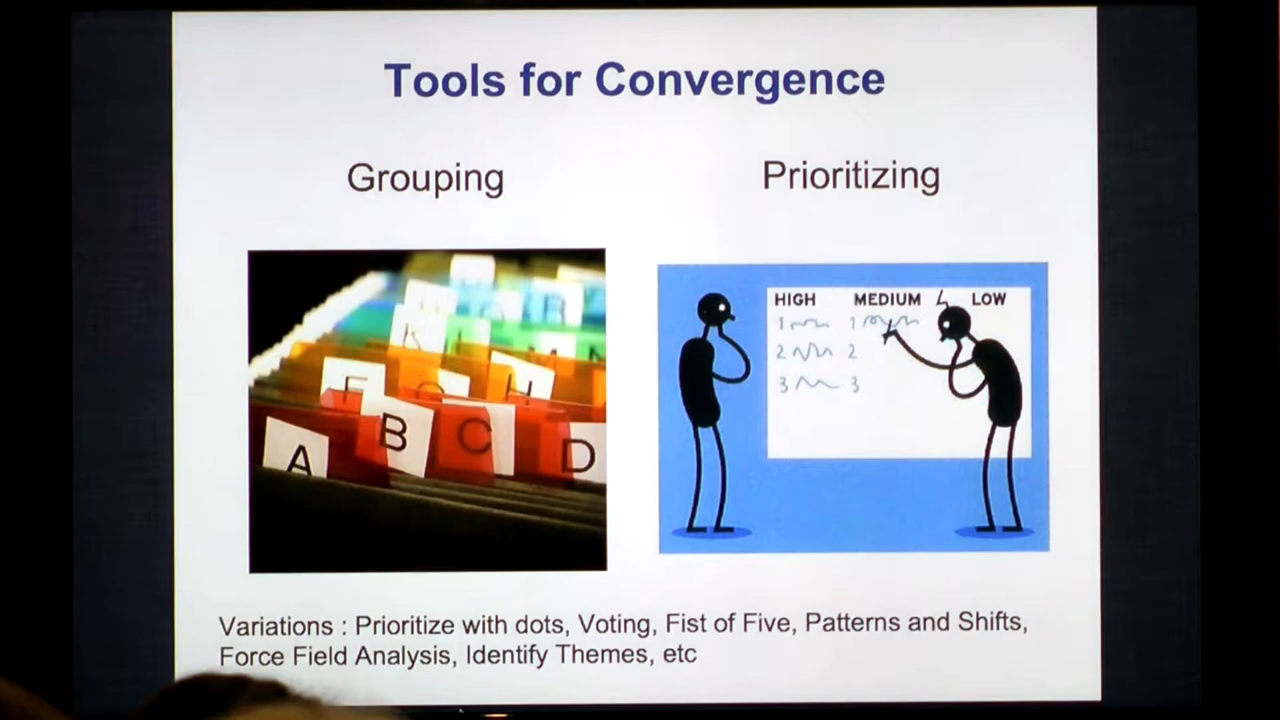 Tools for Convergence
Grouping
Prioritizing
A
B
C
D
H
K
R
HIGH MEDIUM LOW
1 1
2 2
3 3
Variations : Prioritize with dots, Voting, Fist of Five, Patterns and Shifts,
Force Field Analysis, Identify Themes, etc